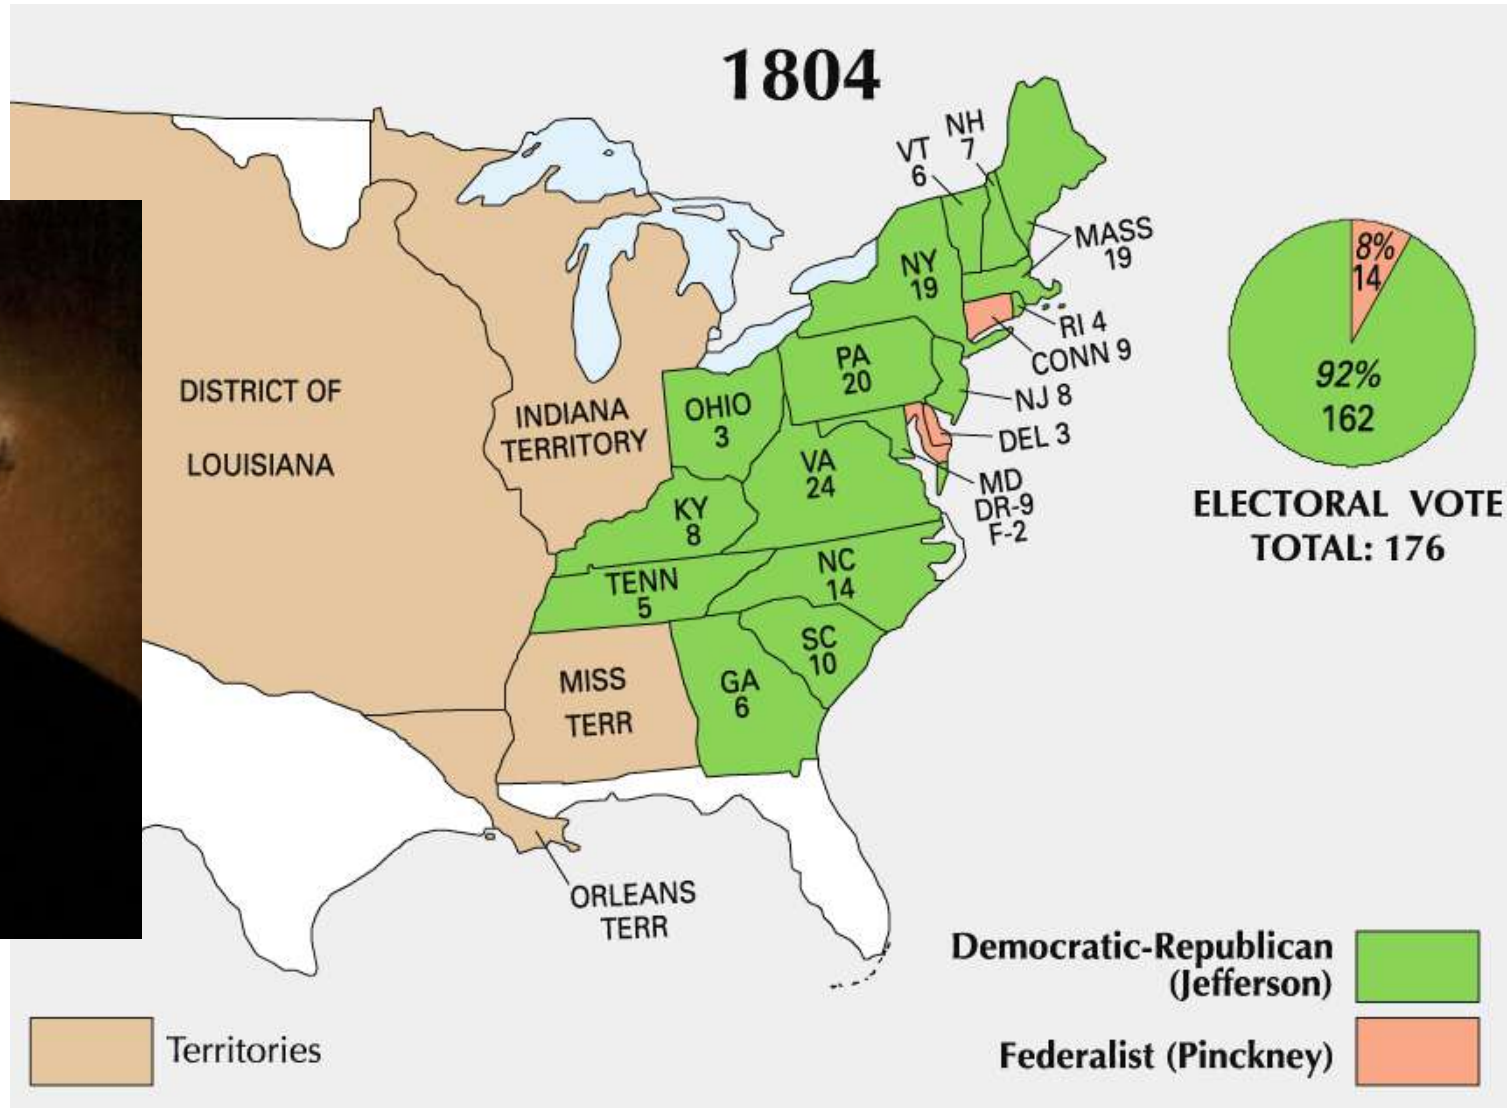 1804
NH
7
VT
6
MASS
19
NY
19
RI 4
CONN 9
PA
20
NJ 8
OHIO
3
DEL 3
VA
24
MD
DR-9
F-2
KY
8
NC
14
TENN
5
SC
10
GA
6
DISTRICT OF
LOUISIANA
INDIANA
TERRITORY
MISS
TERR
ORLEANS
TERR
8%
14
92%
162
ELECTORAL VOTE
TOTAL: 176
Democratic-Republican
(Jefferson)
Federalist (Pinckney)
Territories